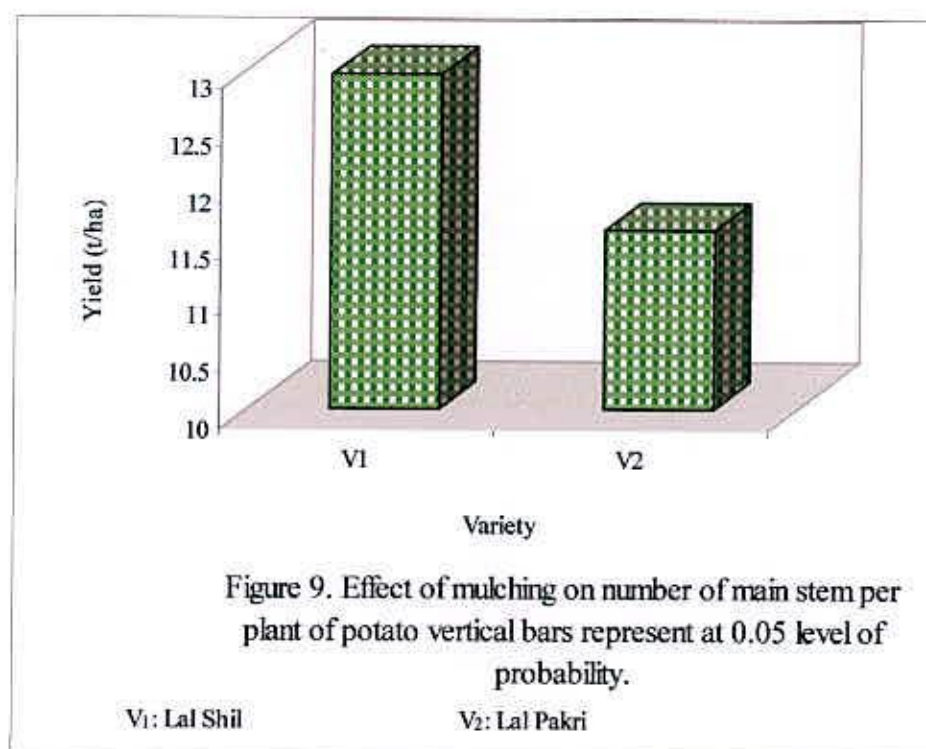 13
12.5
12
11.5
11
10.5
10
Yield (t/ha)
V1 V2
Variety
Figure 9. Effect of mulching on number of main stem per
plant of potato vertical bars represent at 0.05 level of
probability.
V1: Lal Shil V2: Lal Pakri